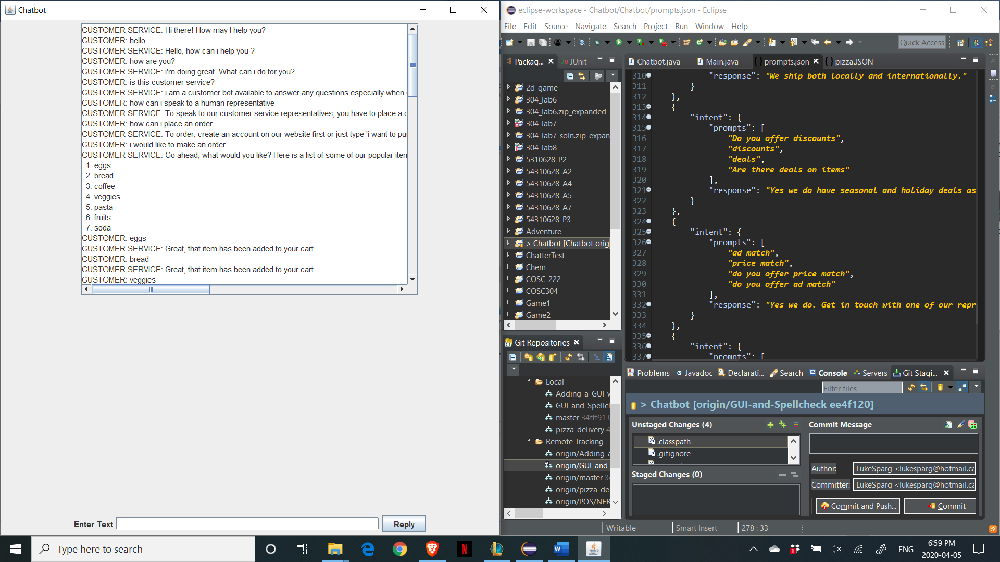 Chatbot
CUSTOMER SERVICE: Hi there! How may I help you?
CUSTOMER: hello
CUSTOMER SERVICE: Hello, how can i help you ?
CUSTOMER: how are you?
CUSTOMER SERVICE: i'm doing great. What can i do for you?
CUSTOMER: is this customer service?
CUSTOMER SERVICE: i am a customer bot available to answer any questions especially when
CUSTOMER: how can i speak to a human representative
CUSTOMER SERVICE: To speak to our customer service representatives, you have to place a
CUSTOMER: how can i place an order
CUSTOMER SERVICE: To order, create an account on our website first or just type 'i want to pur
CUSTOMER: i would like to make an order
CUSTOMER SERVICE: Go ahead, what would you like? Here is a list of some of our popular item
1. eggs
2. bread
3. coffee
4. veggies
5. pasta
6. fruits
7. soda
CUSTOMER: eggs
CUSTOMER SERVICE: Great, that item has been added to your cart
CUSTOMER: bread
CUSTOMER SERVICE: Great, that item has been added to your cart
CUSTOMER: veggies
Enter Text
Reply
eclipse-workspace - Chatbot/Chatbot/prompts.json - Eclipse
File Edit Source Navigate Search Project Run Window Help
Quick Access
Packag... JUnit
2d-game
304_lab6
304_lab6.zip_expanded
304_lab7
304_lab7_soln.zip_expan
304_lab8
5310628_P2
54310628_A2
54310628_A4
54310628_A5
54310628_A7
54310628_P3
Adventure
> Chatbot [Chatbot orig
ChatterTest
Chem
COSC_222
COSC304
Game1
Game2
Chatbot.java Main.java prompts.json pizza.JSON
310 "response": "We ship both locally and internationally."
311 }
312 },
313 {
314 "intent": {
315 "prompts": [
316 "Do you offer discounts",
317 "discounts",
318 "deals",
319 "Are there deals on items"
320 ],
321 "response": "Yes we do have seasonal and holiday deals as
322 }
323 },
324 {
325 "intent": {
326 "prompts": [
327 "ad match",
328 "price match",
329 "do you offer price match",
330 "do you offer ad match"
331 ],
332 "response": "Yes we do. Get in touch with one of our repr
333 }
334 },
335 {
336 "intent": {
337 "prompts": [
Git Repositories
Local
Adding-a-GUI-
GUI-and-Spellch
master 34fff91
pizza-delivery 4
Remote Tracking
origin/Adding-a
origin/GUI-and-
origin/master 34
origin/pizza-de
origin/POS/NER
Problems Javadoc Declarati... Search Console Servers Git Stagi...
Filter files
> Chatbot [origin/GUI-and-Spellcheck ee4f120]
Unstaged Changes (4)
.classpath
.gitignore
Staged Changes (0)
Commit Message
Author: LukeSparg <lukesparg@hotmail.ca
Committer: LukeSparg <lukesparg@hotmail.ca
Commit and Push... Commit
Writable Smart Insert 278 : 33
Type here to search
ENG
6:59 PM
2020-04-05